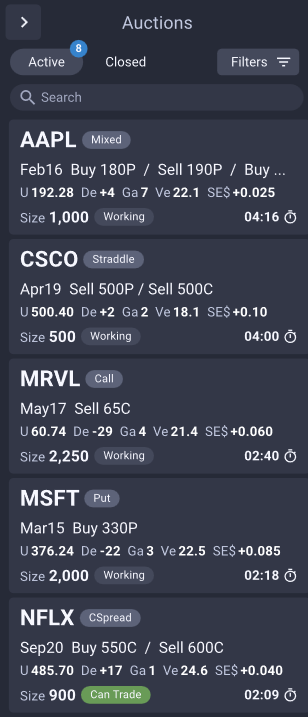 Auctions
8
Active Closed Filters
Search
AAPL Mixed
Feb16 Buy 180P / Sell 190P / Buy ...
U 192.28 De +4 Ga 7 Ve 22.1 SE$ +0.025
Size 1,000 Working 04:16
CSCO Straddle
Apr19 Sell 500P / Sell 500C
U 500.40 De +2 Ga 2 Ve 18.1 SE$ +0.10
Size 500 Working 04:00
MRVL Call
May17 Sell 65C
U 60.74 De -29 Ga 4 Ve 21.4 SE$ +0.060
Size 2,250 Working 02:40
MSFT Put
Mar15 Buy 330P
U 376.24 De -22 Ga 3 Ve 22.5 SE$ +0.085
Size 2,000 Working 02:18
NFLX CSpread
Sep20 Buy 550C / Sell 600C
U 485.70 De +17 Ga 1 Ve 24.6 SE$ +0.040
Size 900 Can Trade 02:09